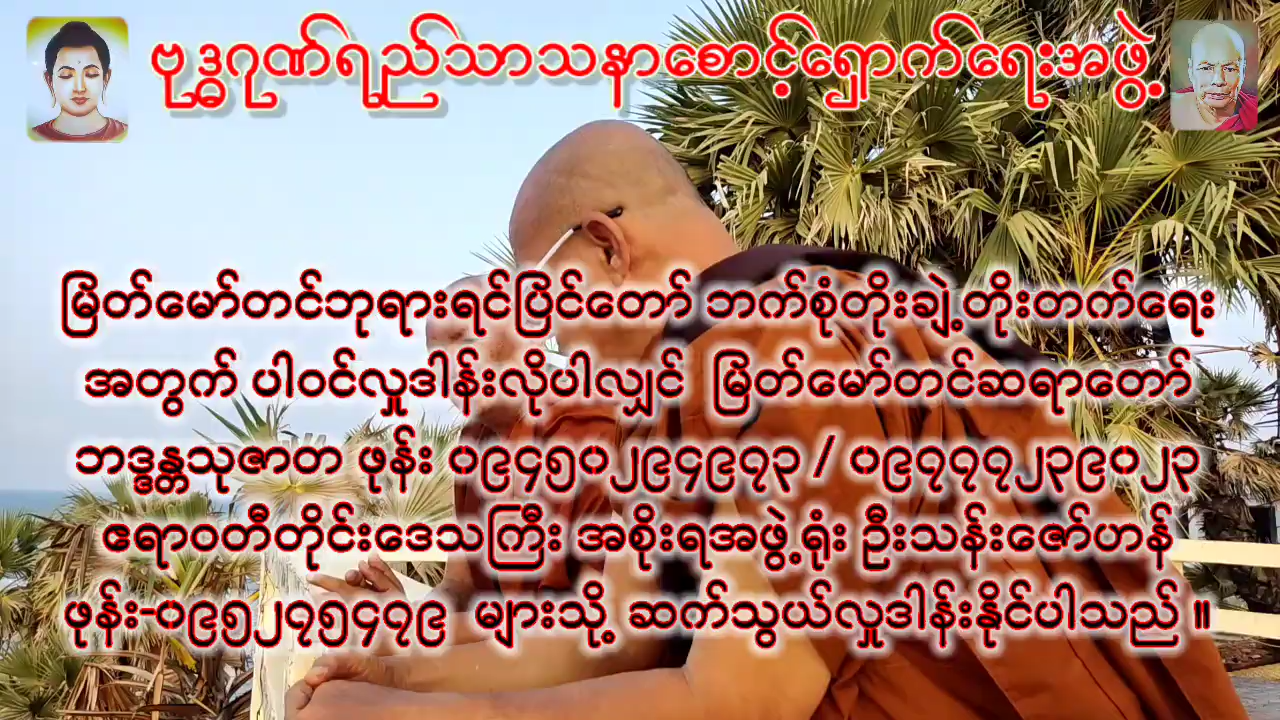 ဗုဒ္ဓဂုဏ်ရည်သာသနာစောင့်ရှောက်ရေးအဖွဲ့
မြတ်မော်တင်ဘုရားရင်ပြင်တော် ဘက်စုံတိုးချဲ့တိုးတက်ရေး
အတွက် ပါဝင်လှူဒါန်းလိုပါလျှင် မြတ်မော်တင်ဆရာတော်
ဘဒ္ဒန္တသုဇာတ ဖုန်း ၀၉၄၅၀၂၉၄၉၇၃ / ၀၉၇၇၇၂၃၉၀၂၃
ဧရာဝတီတိုင်းဒေသကြီး အစိုးရအဖွဲ့ရုံး ဦးသန်းဇော်ဟန်
ဖုန်း-၀၉၅၂၇၅၄၇၉ များသို့ ဆက်သွယ်လှူဒါန်းနိုင်ပါသည် ။